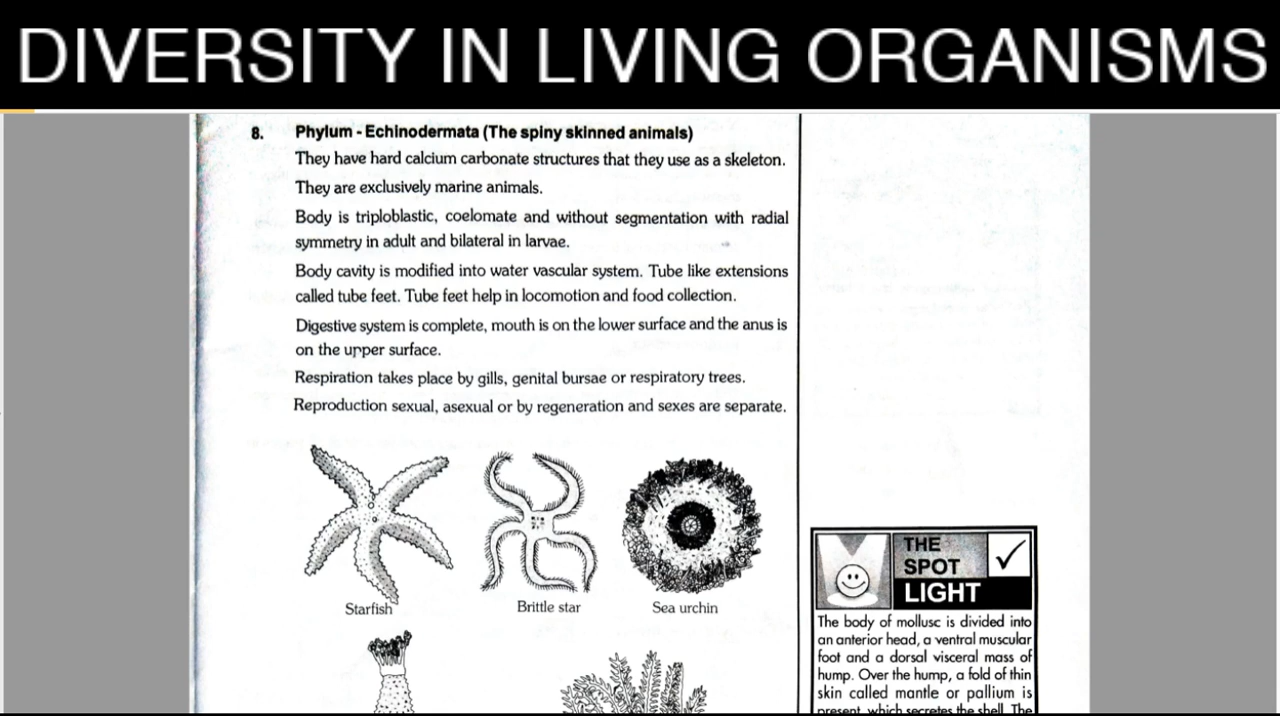 DIVERSITY IN LIVING ORGANISMS
8. Phylum - Echinodermata (The spiny skinned animals)
They have hard calcium carbonate structures that they use as a skeleton.
They are exclusively marine animals.
Body is triploblastic, coelomate and without segmentation with radial
symmetry in adult and bilateral in larvae.
Body cavity is modified into water vascular system. Tube like extensions
called tube feet. Tube feet help in locomotion and food collection.
Digestive system is complete, mouth is on the lower surface and the anus is
on the upper surface.
Respiration takes place by gills, genital bursae or respiratory trees.
Reproduction sexual, asexual or by regeneration and sexes are separate.
Starfish
Brittle star
Sea urchin
THE
SPOT
LIGHT
The body of mollusc is divided into
an anterior head, a ventral muscular
foot and a dorsal visceral mass of
hump. Over the hump, a fold of thin
skin called mantle or pallium is
present, which secretes the shell. The